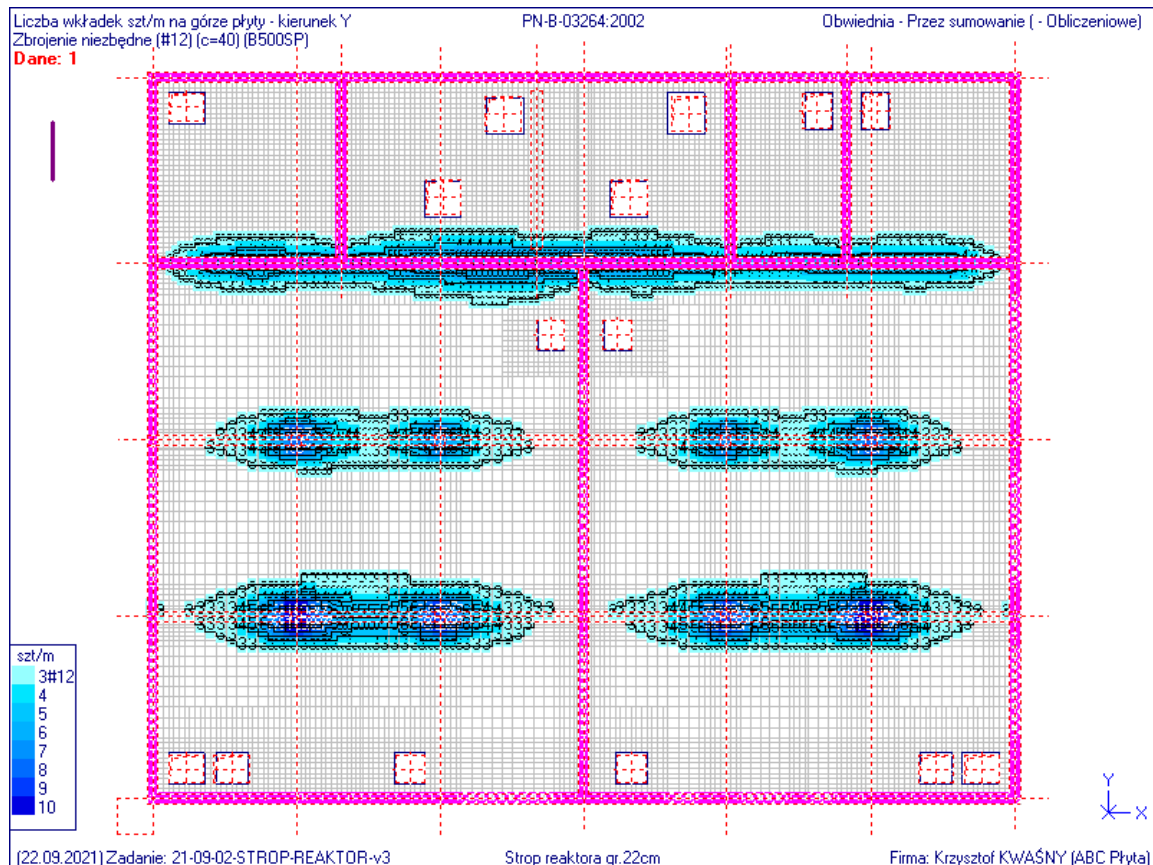 Liczba wkładek szt/m na górze płyty - kierunek Y
PN-B-03264:2002
Obwiednia - Przez sumowanie ( - Obliczeniowe)
Zbrojenie niezbędne (#12) (c=40) (B500SP)
Dane: 1
szt/m
3#12
4
5
6
7
8
9
10
Y
X
(22.09.2021) Zadanie: 21-09-02-STROP-REAKTOR-v3
Strop reaktora gr.22cm
Firma: Krzysztof KWAŚNY (ABC Płyta)